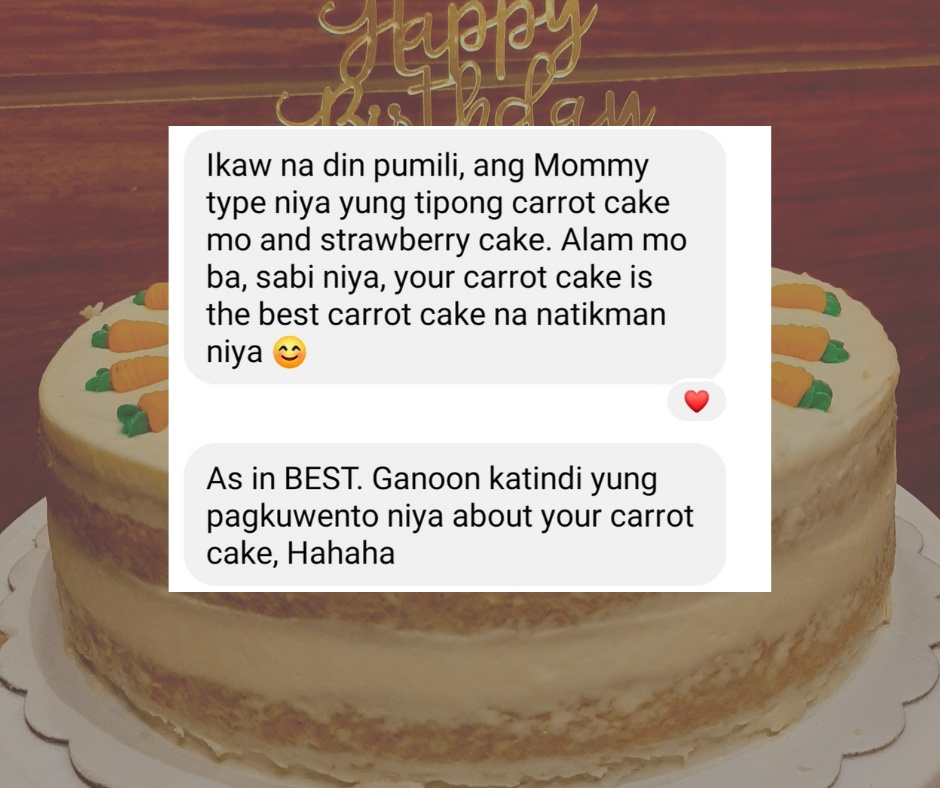 Happy
Birthday
Ikaw na din pumili, ang Mommy
type niya yung tipong carrot cake
mo and strawberry cake. Alam mo
ba, sabi niya, your carrot cake is
the best carrot cake na natikman
niya 😊
❤️
As in BEST. Ganoon katindi yung
pagkuwento niya about your carrot
cake, Hahaha